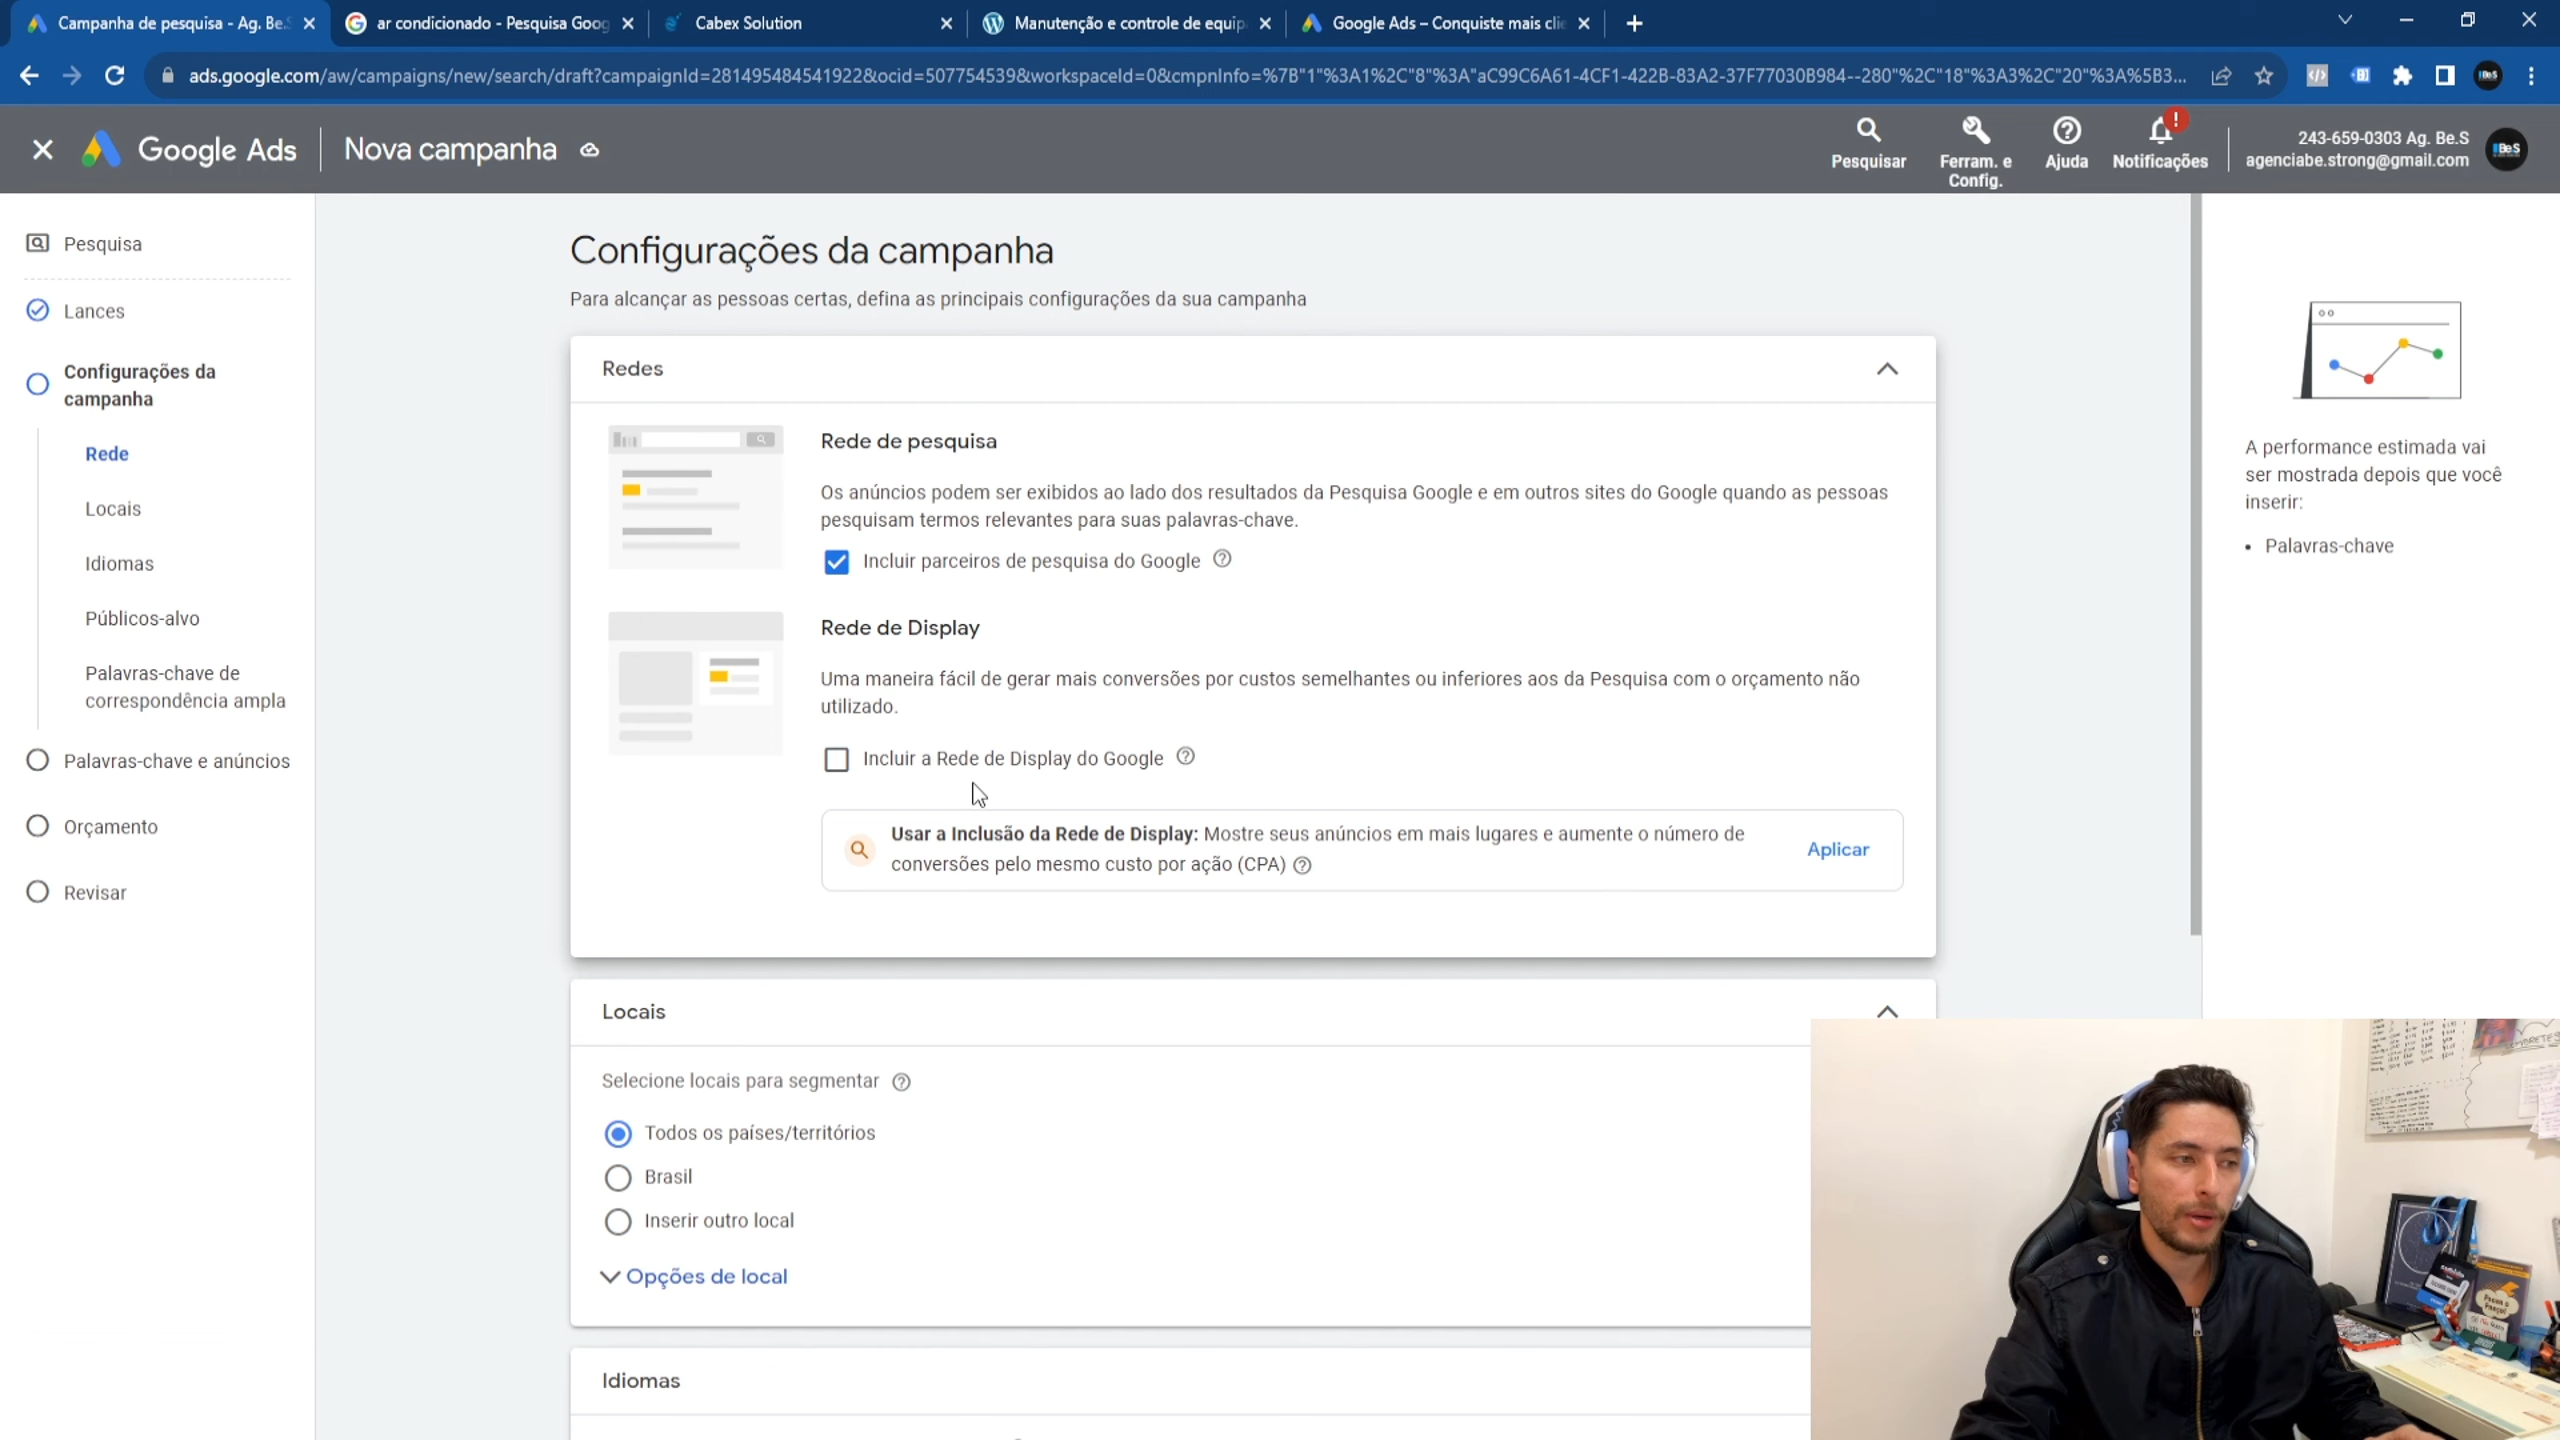 Campanha de pesquisa - Ag. Be.S
ar condicionado - Pesquisa Goog
Cabex Solution
Manutenção e controle de equip
Google Ads – Conquiste mais clie
ads.google.com/aw/campaigns/new/search/draft?campaignId=281495484541922&ocid=507754539&workspaceId=0&cmpnInfo=%7B"1"%3A1%2C"8"%3A"aC99C6A61-4CF1-422B-83A2-37F77030B984--280"%2C"18"%3A3%2C"20"%3A%5B3...
Google Ads
Nova campanha
Pesquisar
Ferram. e
Config.
Ajuda
Notificações
243-659-0303 Ag. Be.S
agenciabe.strong@gmail.com
Be.S
Pesquisa
Lances
Configurações da
campanha
Rede
Locais
Idiomas
Públicos-alvo
Palavras-chave de
correspondência ampla
Palavras-chave e anúncios
Orçamento
Revisar
Configurações da campanha
Para alcançar as pessoas certas, defina as principais configurações da sua campanha
Redes
Rede de pesquisa
Os anúncios podem ser exibidos ao lado dos resultados da Pesquisa Google e em outros sites do Google quando as pessoas
pesquisam termos relevantes para suas palavras-chave.
Incluir parceiros de pesquisa do Google
Rede de Display
Uma maneira fácil de gerar mais conversões por custos semelhantes ou inferiores aos da Pesquisa com o orçamento não
utilizado.
Incluir a Rede de Display do Google
Usar a Inclusão da Rede de Display: Mostre seus anúncios em mais lugares e aumente o número de
conversões pelo mesmo custo por ação (CPA)
Aplicar
Locais
Selecione locais para segmentar
Todos os países/territórios
Brasil
Inserir outro local
Opções de local
Idiomas
A performance estimada vai
ser mostrada depois que você
inserir:
• Palavras-chave